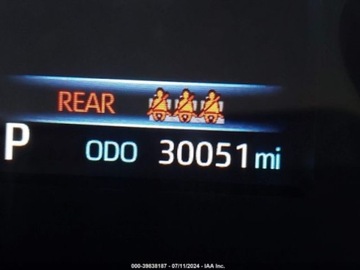 REAR
P ODO 30051 mi
000-39838187 - 07/11/2024 - IAA Inc.